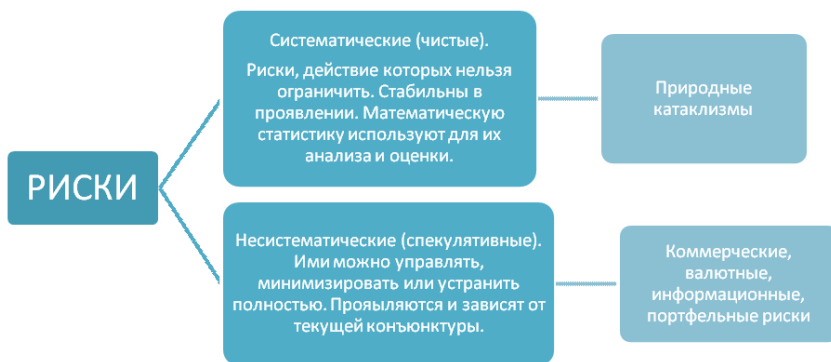 РИСКИ
Систематические (чистые).
Риски, действие которых нельзя
ограничить. Стабильны в
проявлении. Математическую
статистику используют для их
анализа и оценки.
Природные
катаклизмы
Несистематические (спекулятивные).
Ими можно управлять,
минимизировать или устранить
полностью. Прояыляются и зависят от
текущей конъюнктуры.
Коммерческие,
валютные,
информационные,
портфельные риски